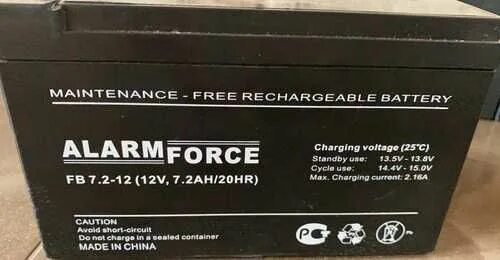 MAINTENANCE - FREE RECHARGEABLE BATTERY
ALARM FORCE
FB 7.2-12 (12V, 7.2AH/20HR)
Charging voltage (25°C)
Standby use: 13.5V - 13.8V
Cycle use: 14.4V - 15.0V
Max. Charging current: 2.16A
CAUTION
Avoid short-circuit
Do not charge in a sealed container
MADE IN CHINA